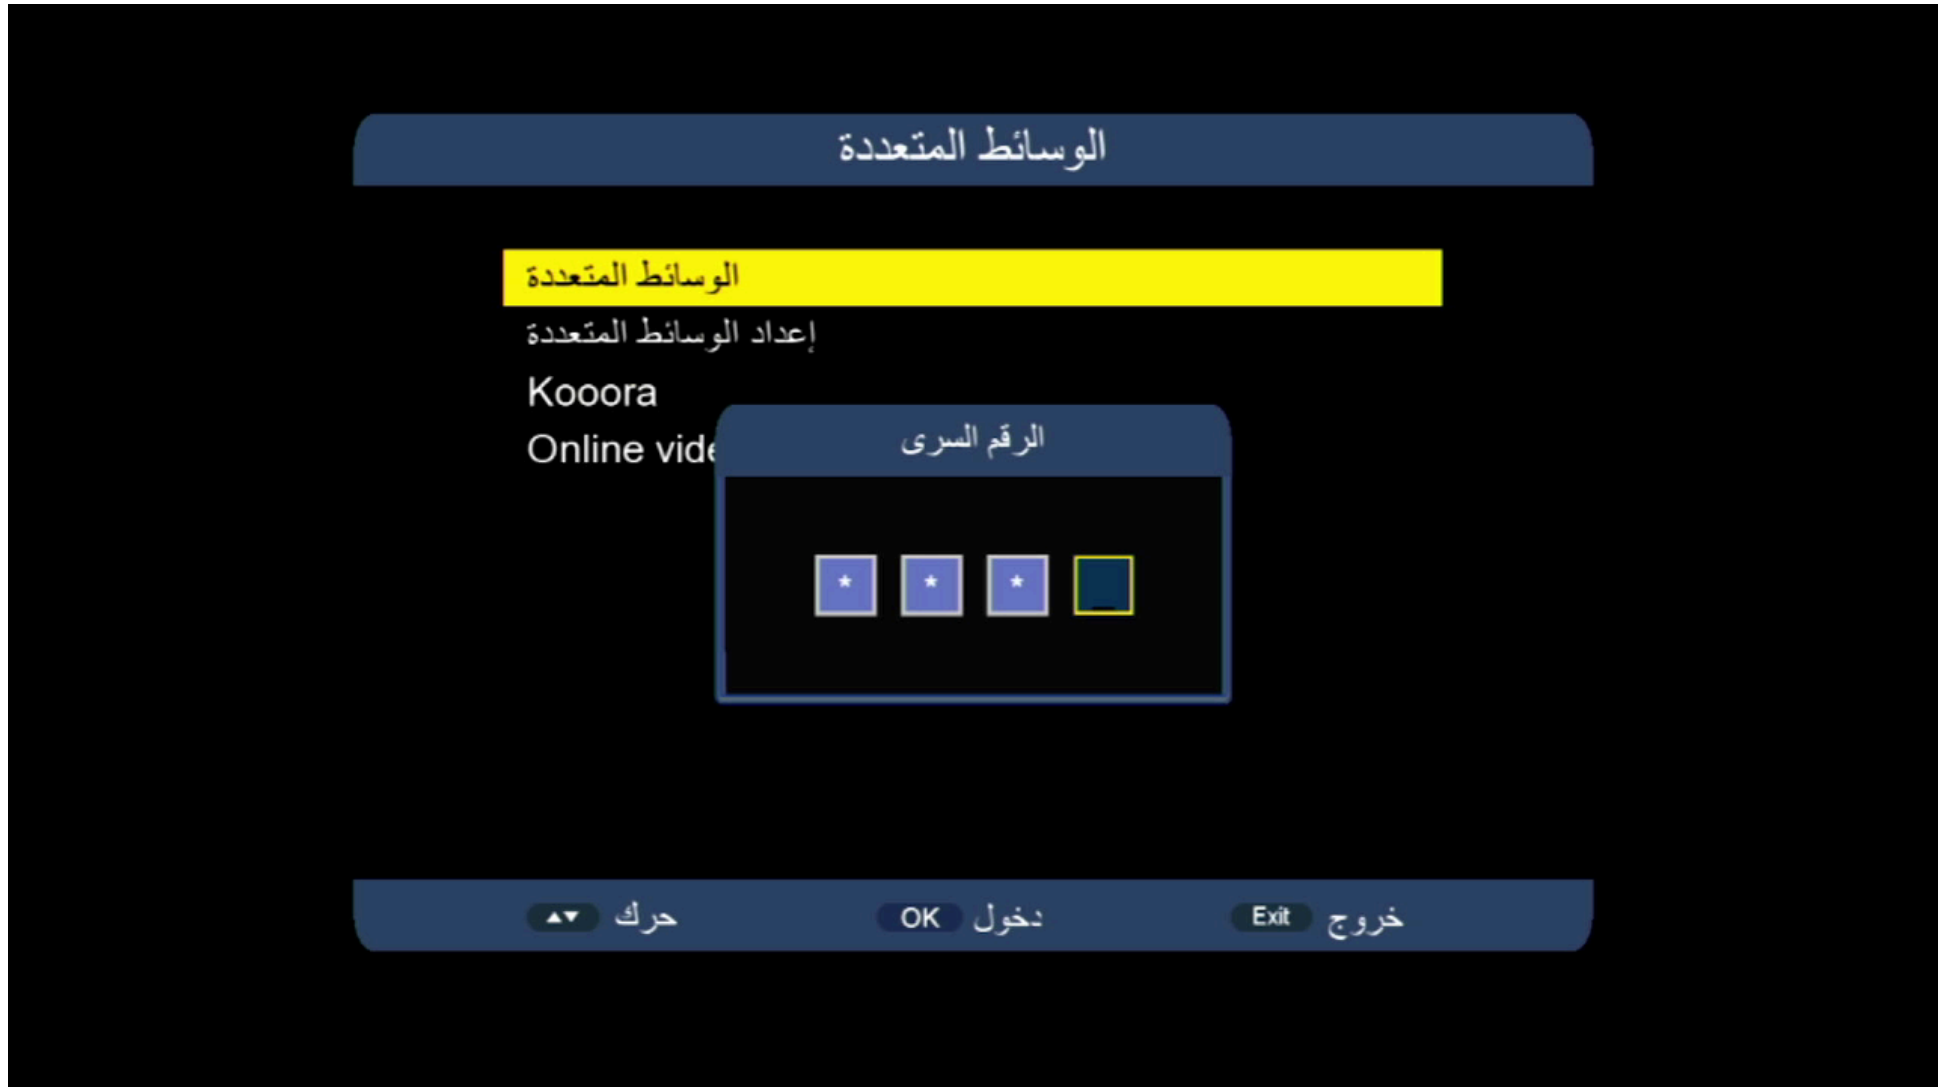 الوسائط المتعددة
الوسائط المتعددة
إعداد الوسائط المتعددة
Kooora
Online vide
الرقم السرى
* * * _
حرك ▲▼ دخول OK خروج Exit